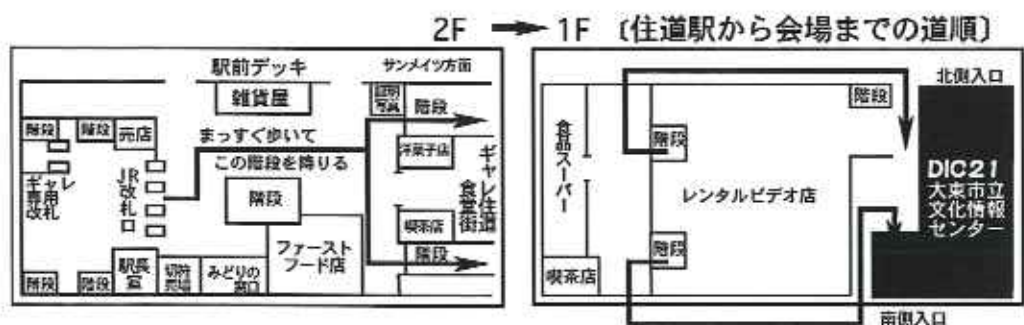 2F ➡ 1F〔住道駅から会場までの道順〕
駅前デッキ
サンメイツ方面
雑貨屋
証明
写真
階段
階段
階段
売店
まっすぐ歩いて
この階段を降りる
洋菓子店
ギャレ
専用
改札
JR
改札
口
階段
ギャレ住道
食堂街
喫茶店
階段
ファースト
フード店
階段
階段
駅長
室
切符
売場
みどりの
窓口
北側入口
階段
食品スーパー
階段
レンタルビデオ店
DIC21
大東市立
文化情報
センター
階段
喫茶店
南側入口